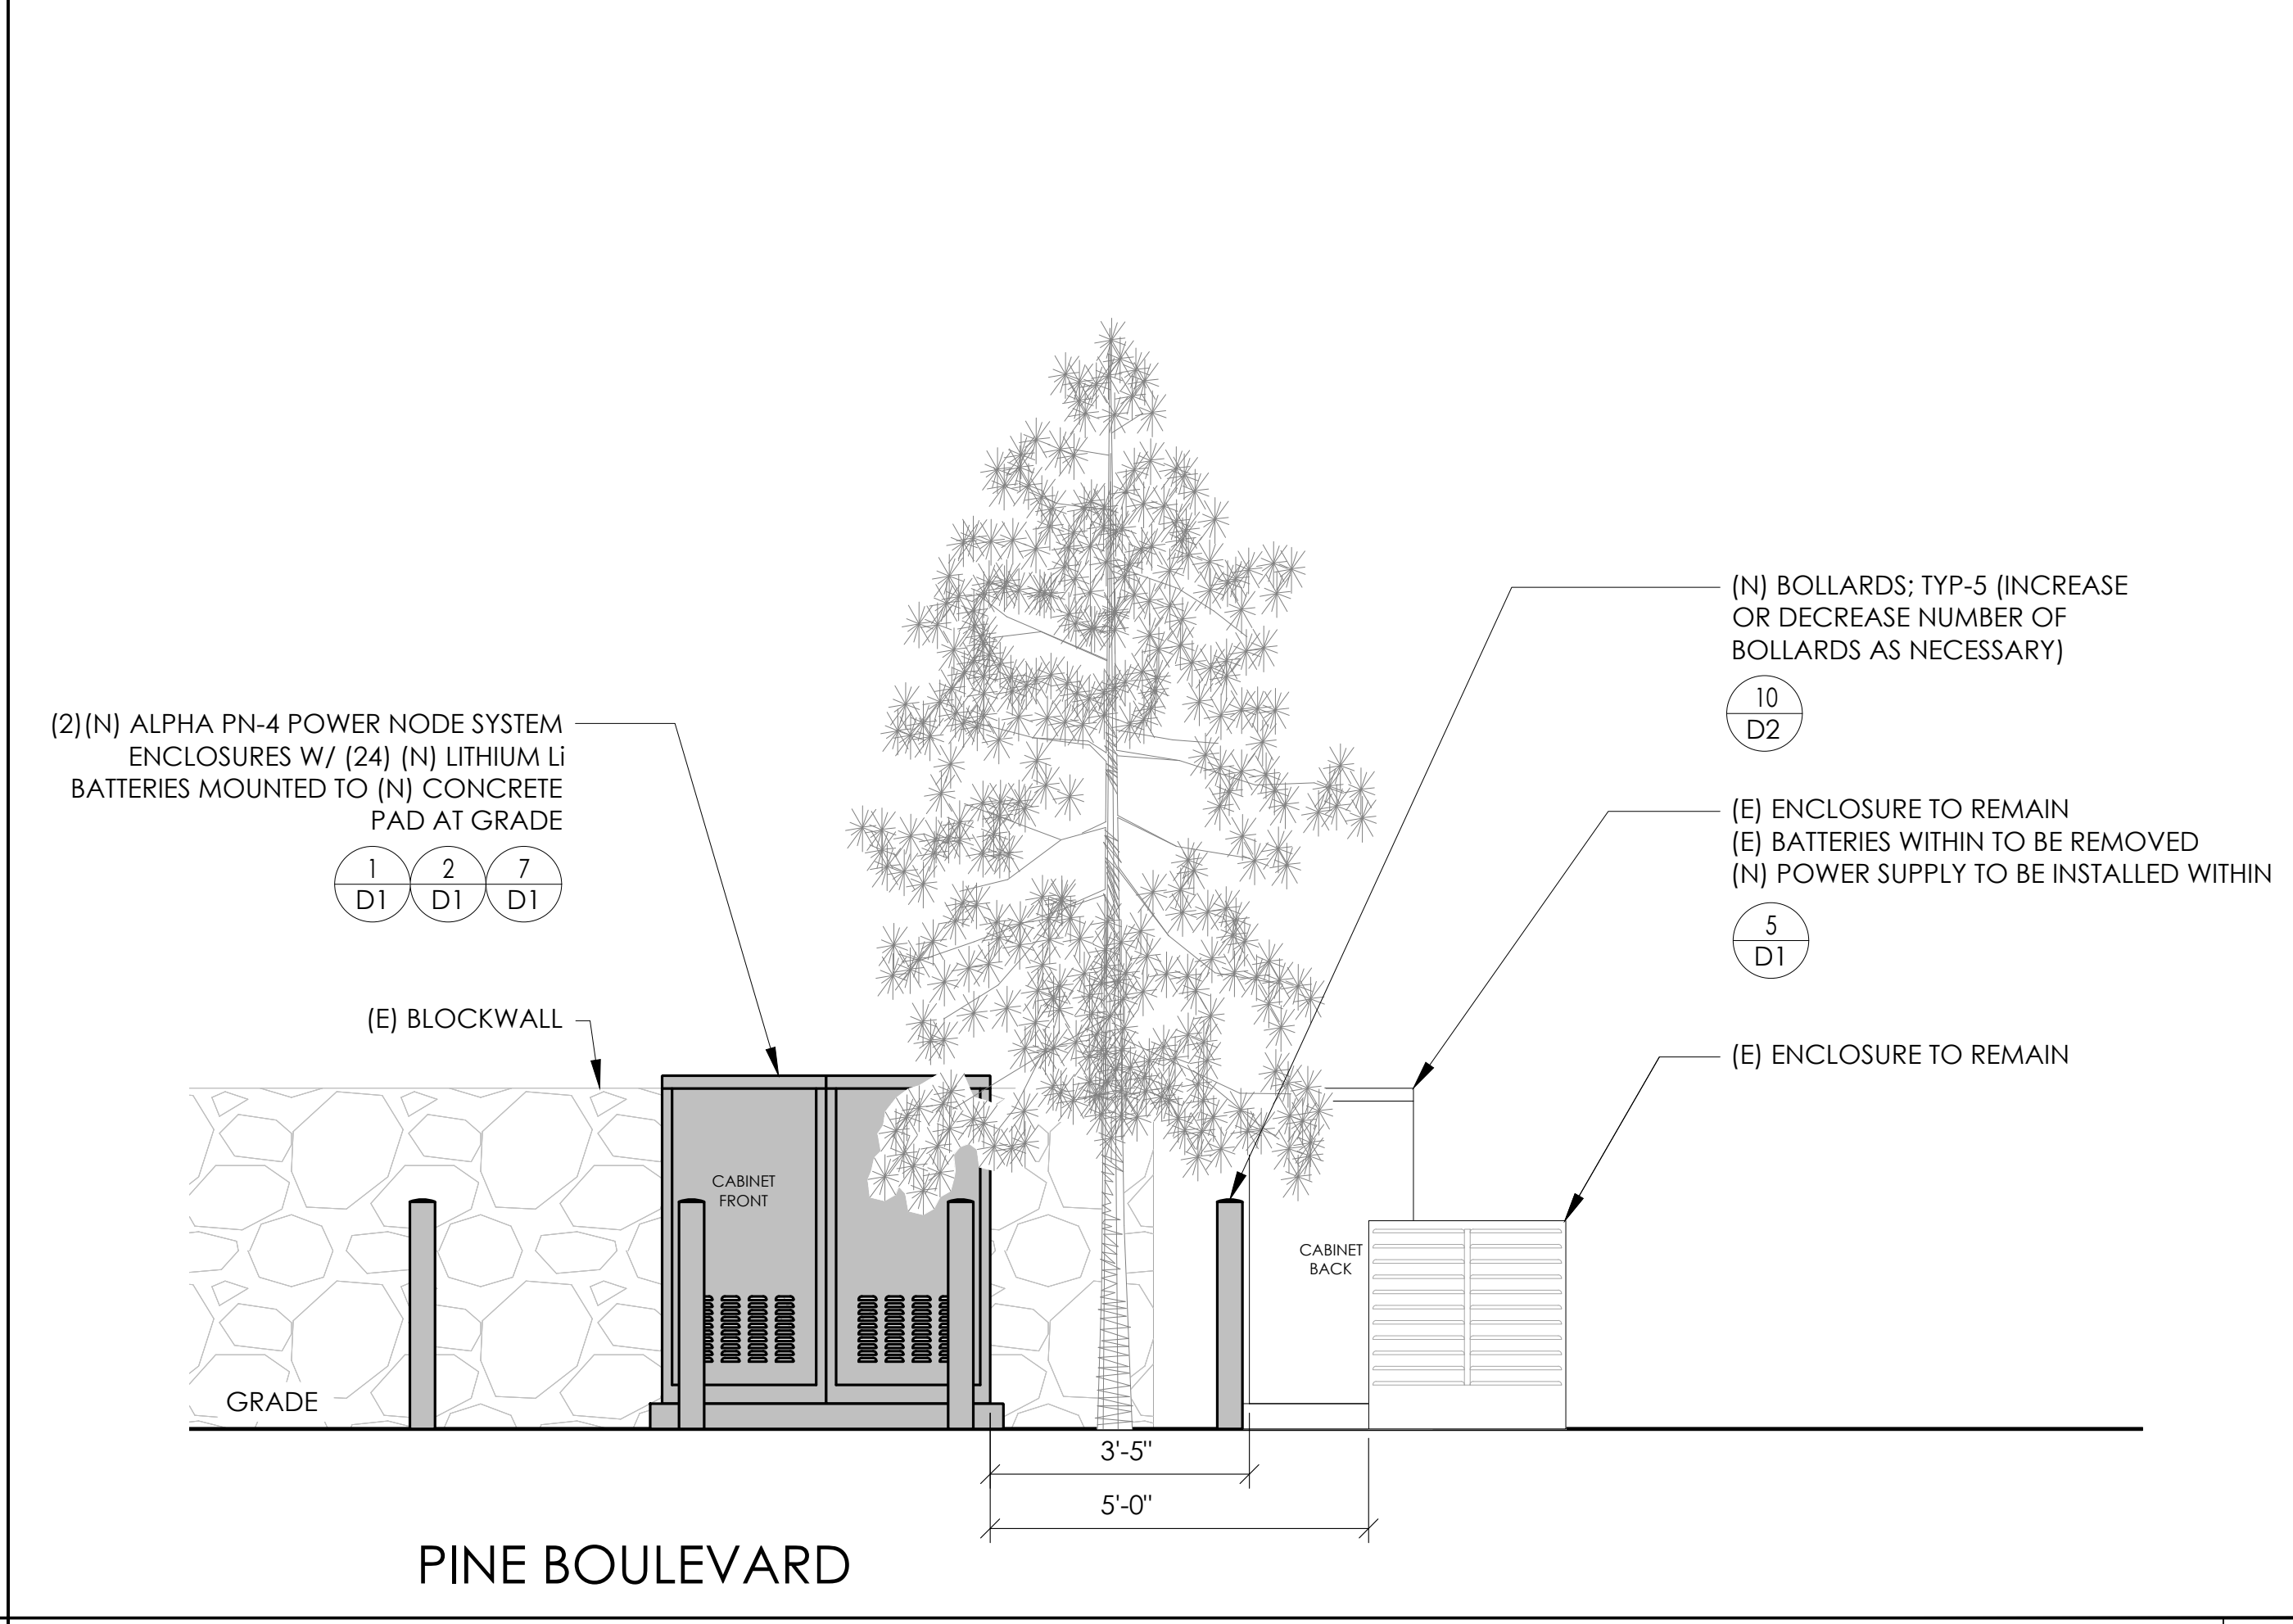 (N) BOLLARDS; TYP-5 (INCREASE
OR DECREASE NUMBER OF
BOLLARDS AS NECESSARY)
10
D2
(2)(N) ALPHA PN-4 POWER NODE SYSTEM
ENCLOSURES W/ (24) (N) LITHIUM Li
BATTERIES MOUNTED TO (N) CONCRETE
PAD AT GRADE
1 2 7
D1 D1 D1
(E) ENCLOSURE TO REMAIN
(E) BATTERIES WITHIN TO BE REMOVED
(N) POWER SUPPLY TO BE INSTALLED WITHIN
5
D1
(E) BLOCKWALL
(E) ENCLOSURE TO REMAIN
CABINET
FRONT
CABINET
BACK
GRADE
3'-5"
5'-0"
PINE BOULEVARD